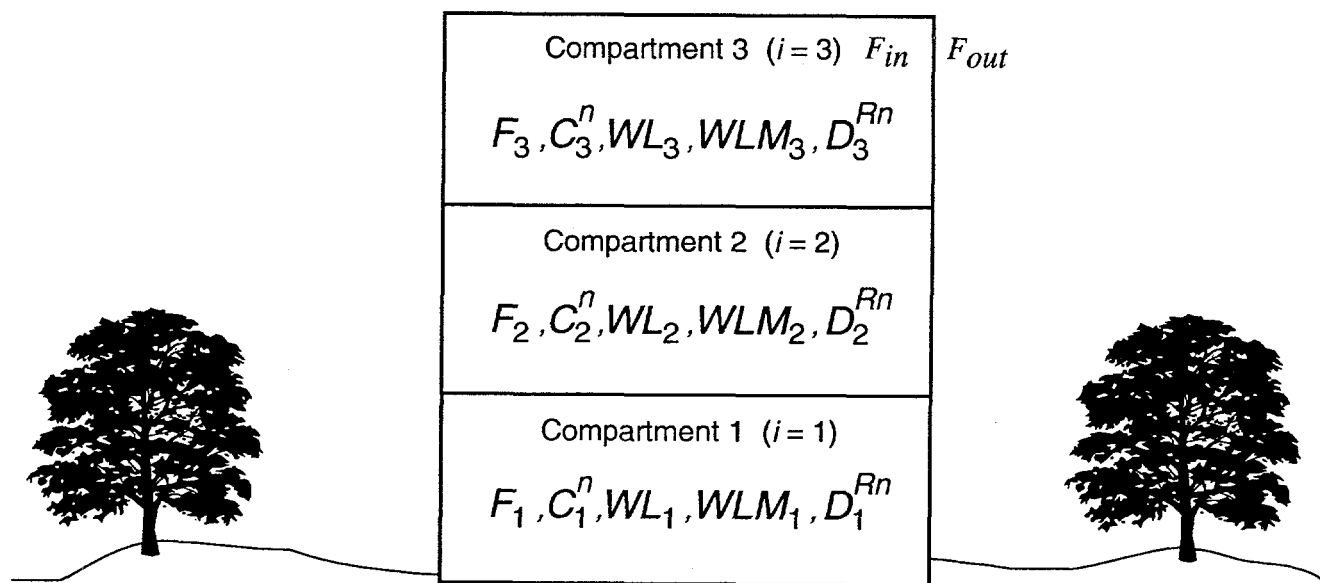 Compartment 3 (i = 3) F_in F_out
F_3, C_3^n, WL_3, WLM_3, D_3^Rn
Compartment 2 (i = 2)
F_2, C_2^n, WL_2, WLM_2, D_2^Rn
Compartment 1 (i = 1)
F_1, C_1^n, WL_1, WLM_1, D_1^Rn